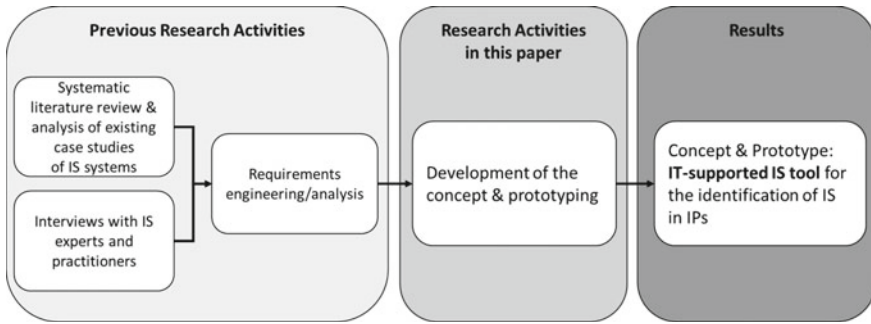 Previous Research Activities
Systematic
literature review &
analysis of existing
case studies
of IS systems
Interviews with IS
experts and
practitioners
Requirements
engineering/analysis
Research Activities
in this paper
Development of the
concept & prototyping
Results
Concept & Prototype:
IT-supported IS tool for
the identification of IS
in IPs